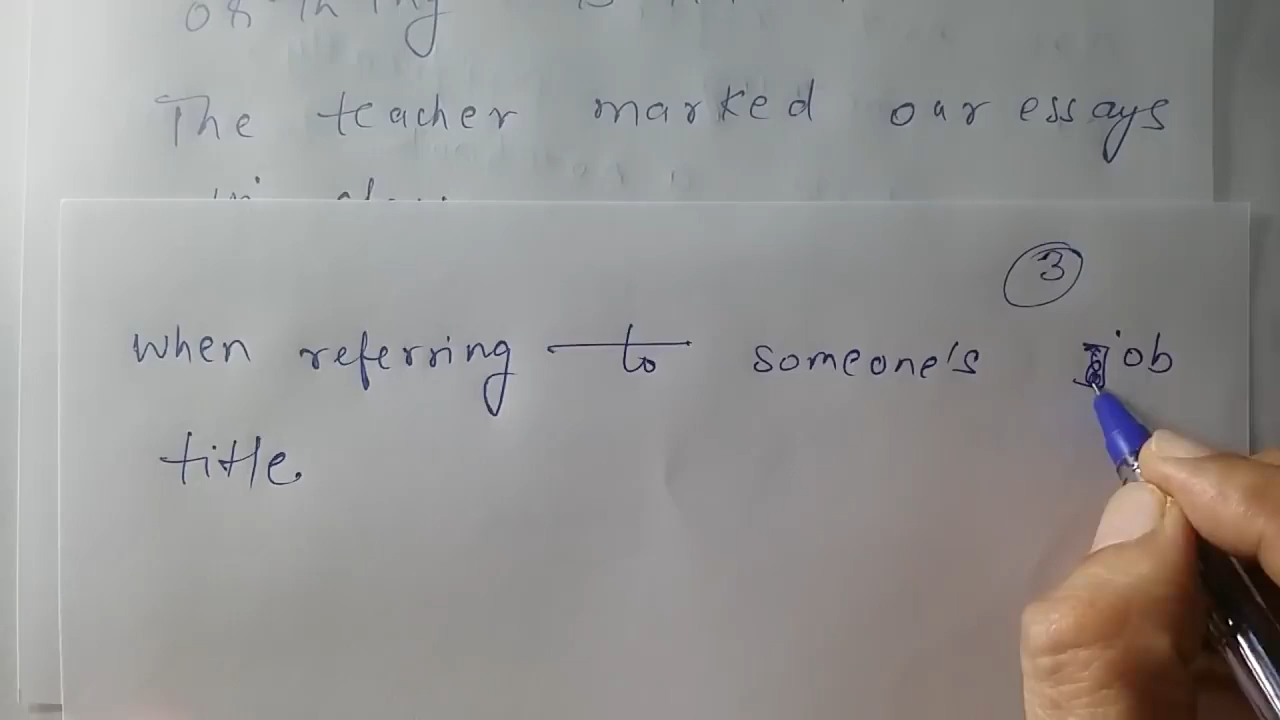 The teacher marked our essays
3
When referring to someone's job
title.